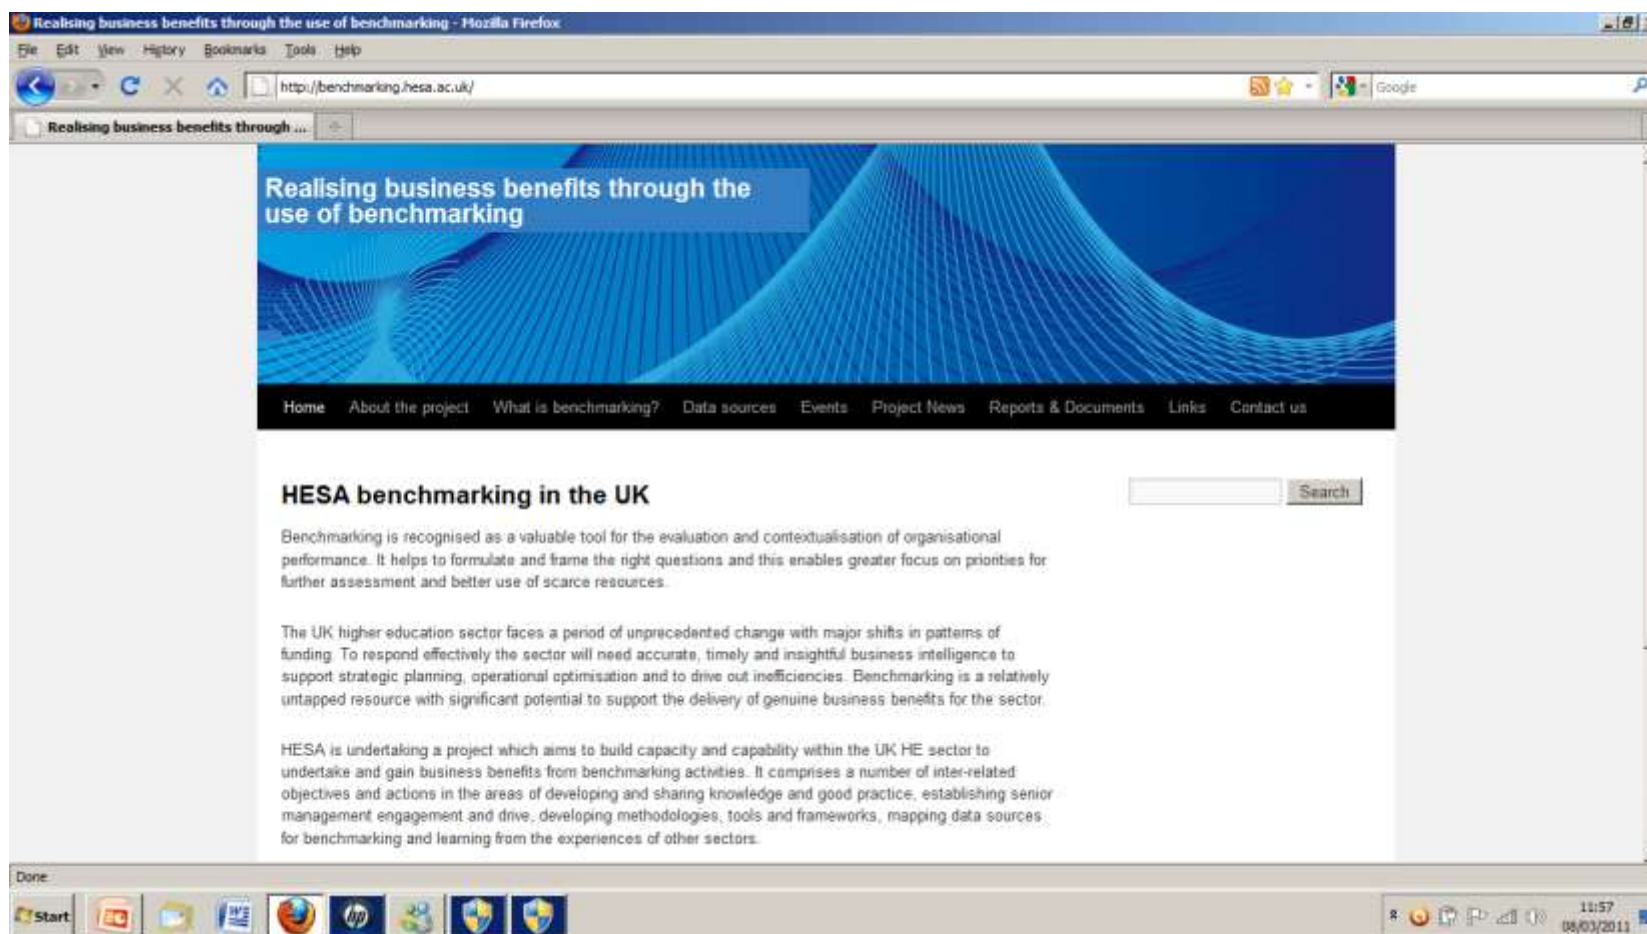 Realising business benefits through the use of benchmarking - Mozilla Firefox
File Edit View History Bookmarks Tools Help
http://benchmarking.hesa.ac.uk/
Google
Realising business benefits through ...
Realising business benefits through the
use of benchmarking
Home About the project What is benchmarking? Data sources Events Project News Reports & Documents Links Contact us
HESA benchmarking in the UK
Search
Benchmarking is recognised as a valuable tool for the evaluation and contextualisation of organisational
performance. It helps to formulate and frame the right questions and this enables greater focus on priorities for
further assessment and better use of scarce resources.
The UK higher education sector faces a period of unprecedented change with major shifts in patterns of
funding. To respond effectively the sector will need accurate, timely and insightful business intelligence to
support strategic planning, operational optimisation and to drive out inefficiencies. Benchmarking is a relatively
untapped resource with significant potential to support the delivery of genuine business benefits for the sector.
HESA is undertaking a project which aims to build capacity and capability within the UK HE sector to
undertake and gain business benefits from benchmarking activities. It comprises a number of inter-related
objectives and actions in the areas of developing and sharing knowledge and good practice, establishing senior
management engagement and drive, developing methodologies, tools and frameworks, mapping data sources
for benchmarking and learning from the experiences of other sectors.
Done
Start
hp
11:57
08/03/2011